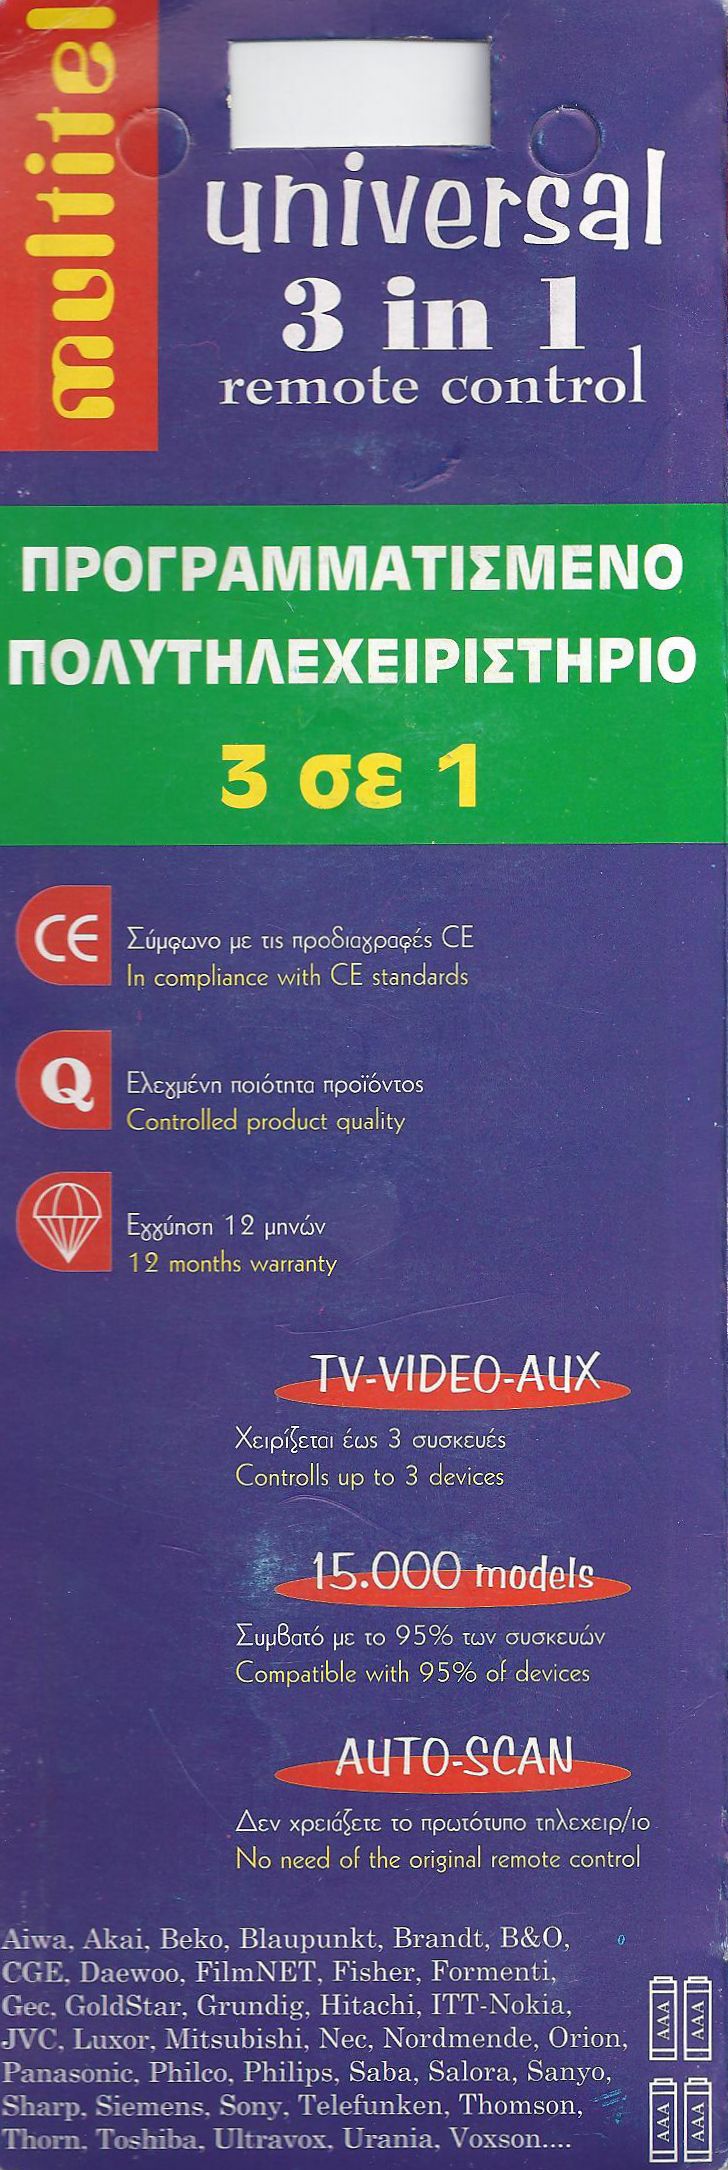 multitel
universal
3 in 1
remote control
ΠΡΟΓΡΑΜΜΑΤΙΣΜΕΝΟ
ΠΟΛΥΤΗΛΕΧΕΙΡΙΣΤΗΡΙΟ
3 σε 1
CE
Σύμφωνο με τις προδιαγραφές CE
In compliance with CE standards
Q
Ελεγμένη ποιότητα προϊόντος
Controlled product quality
Εγγύηση 12 μηνών
12 months warranty
TV-VIDEO-AUX
Χειρίζεται έως 3 συσκευές
Controlls up to 3 devices
15.000 models
Συμβατό με το 95% των συσκευών
Compatible with 95% of devices
AUTO-SCAN
Δεν χρειάζετε το πρωτότυπο τηλεχειρ/ιο
No need of the original remote control
Aiwa, Akai, Beko, Blaupunkt, Brandt, B&O,
CGE, Daewoo, FilmNET, Fisher, Formenti,
Gec, GoldStar, Grundig, Hitachi, ITT-Nokia,
JVC, Luxor, Mitsubishi, Nec, Nordmende, Orion,
Panasonic, Philco, Philips, Saba, Salora, Sanyo,
Sharp, Siemens, Sony, Telefunken, Thomson,
Thorn, Toshiba, Ultravox, Urania, Voxson....
AAA AAA
AAA AAA